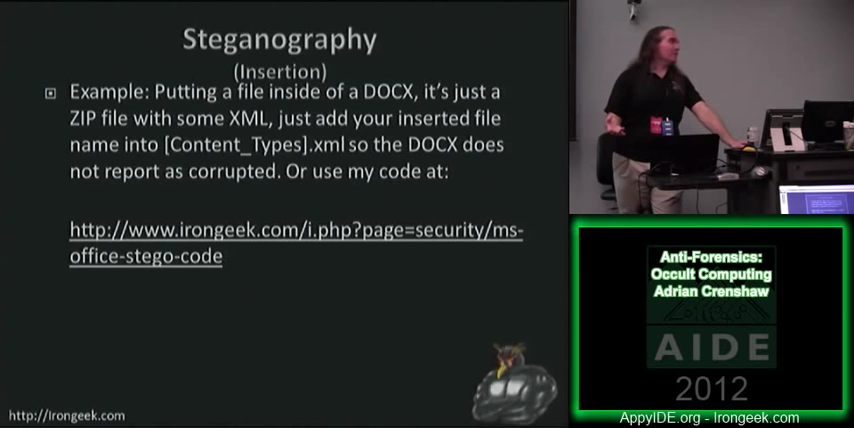 Steganography
(Insertion)
Example: Putting a file inside of a DOCX, it's just a
ZIP file with some XML, just add your inserted file
name into [Content_Types].xml so the DOCX does
not report as corrupted. Or use my code at:
http://www.irongeek.com/i.php?page=security/ms-
office-stego-code
http://Irongeek.com
Anti-Forensics:
Occult Computing
Adrian Crenshaw
AIDE
2012
AppyIDE.org - Irongeek.com